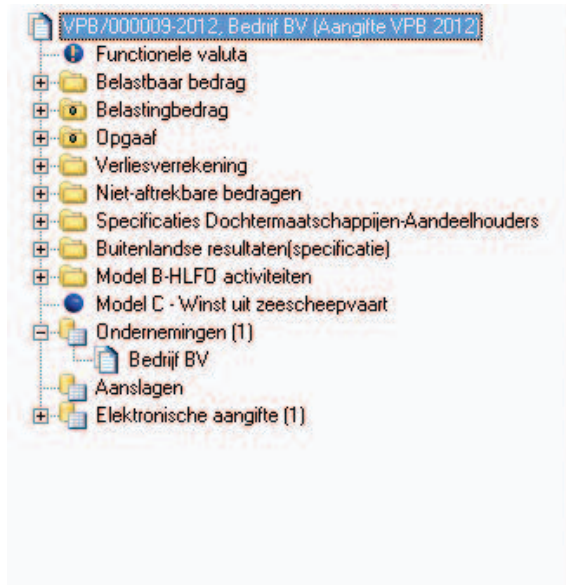 VPB/000009-2012, Bedrijf BV (Aangifte VPB 2012)
Functionele valuta
Belastbaar bedrag
Belastingbedrag
Opgaaf
Verliesverrekening
Niet-aftrekbare bedragen
Specificaties Dochtermaatschappijen-Aandeelhouders
Buitenlandse resultaten(specificatie)
Model B-HLFO activiteiten
Model C - Winst uit zeescheepvaart
Ondernemingen (1)
Bedrijf BV
Aanslagen
Elektronische aangifte (1)